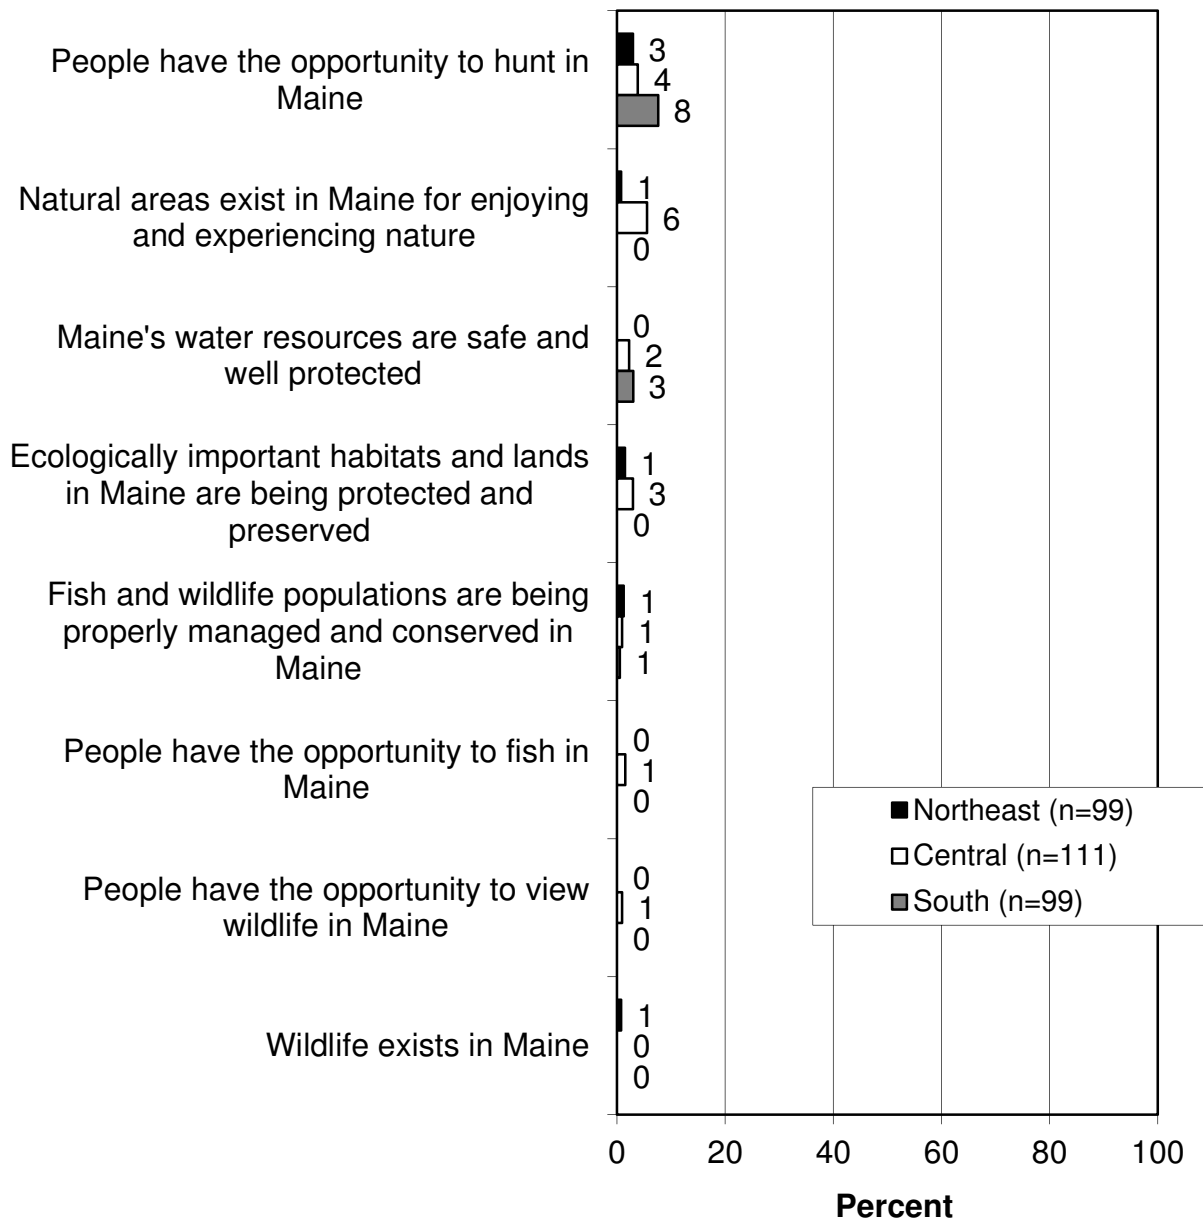 People have the opportunity to hunt in
Maine
3
4
8
Natural areas exist in Maine for enjoying
and experiencing nature
1
6
0
Maine's water resources are safe and
well protected
0
2
3
Ecologically important habitats and lands
in Maine are being protected and
preserved
1
3
0
Fish and wildlife populations are being
properly managed and conserved in
Maine
1
1
1
People have the opportunity to fish in
Maine
0
1
0
People have the opportunity to view
wildlife in Maine
0
1
0
Wildlife exists in Maine
1
0
0
Northeast (n=99)
Central (n=111)
South (n=99)
0 20 40 60 80 100
Percent